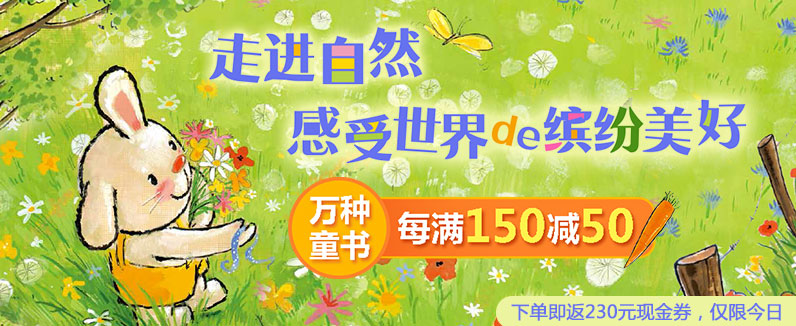 走进自然
感受世界de缤纷美好
万种
童书
每满150减50
下单即返230元现金券，仅限今日